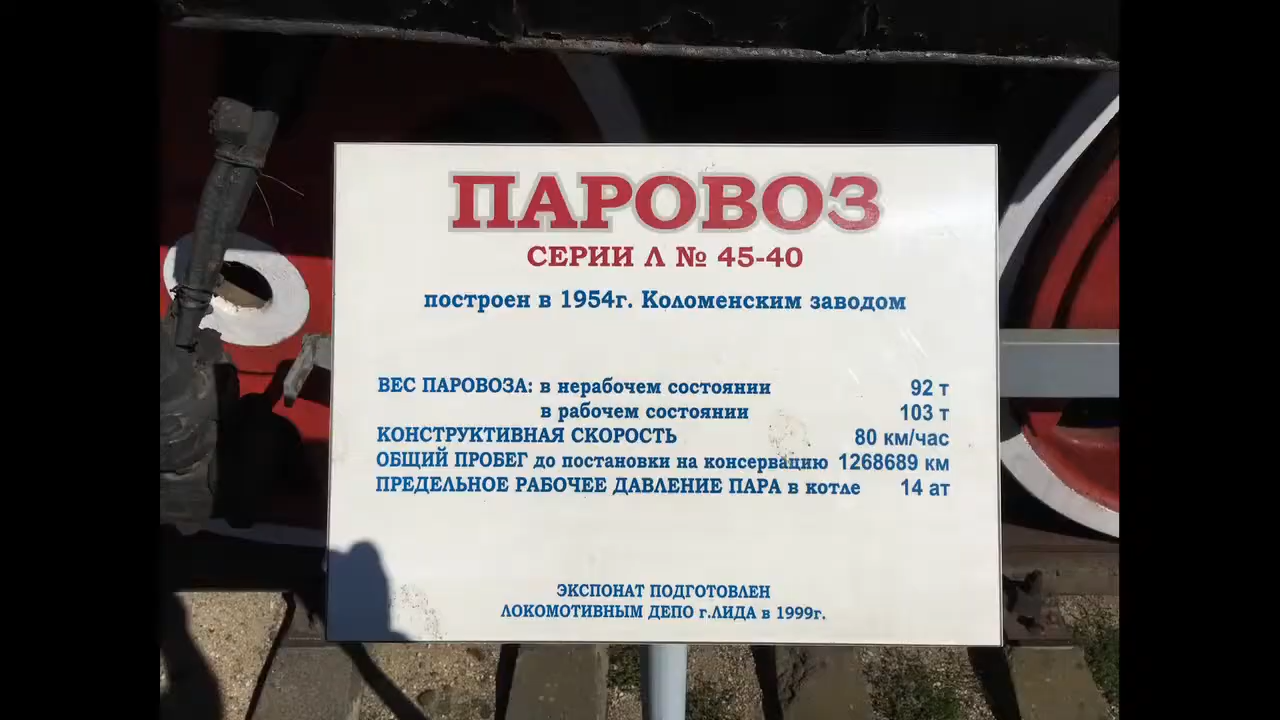 ПАРОВОЗ
СЕРИИ Л № 45-40
построен в 1954г. Коломенским заводом
ВЕС ПАРОВОЗА: в нерабочем состоянии 92 т
в рабочем состоянии 103 т
КОНСТРУКТИВНАЯ СКОРОСТЬ 80 км/час
ОБЩИЙ ПРОБЕГ до постановки на консервацию 1268689 км
ПРЕДЕЛЬНОЕ РАБОЧЕЕ ДАВЛЕНИЕ ПАРА в котле 14 ат
ЭКСПОНАТ ПОДГОТОВЛЕН
ЛОКОМОТИВНЫМ ДЕПО г.ЛИДА в 1999г.